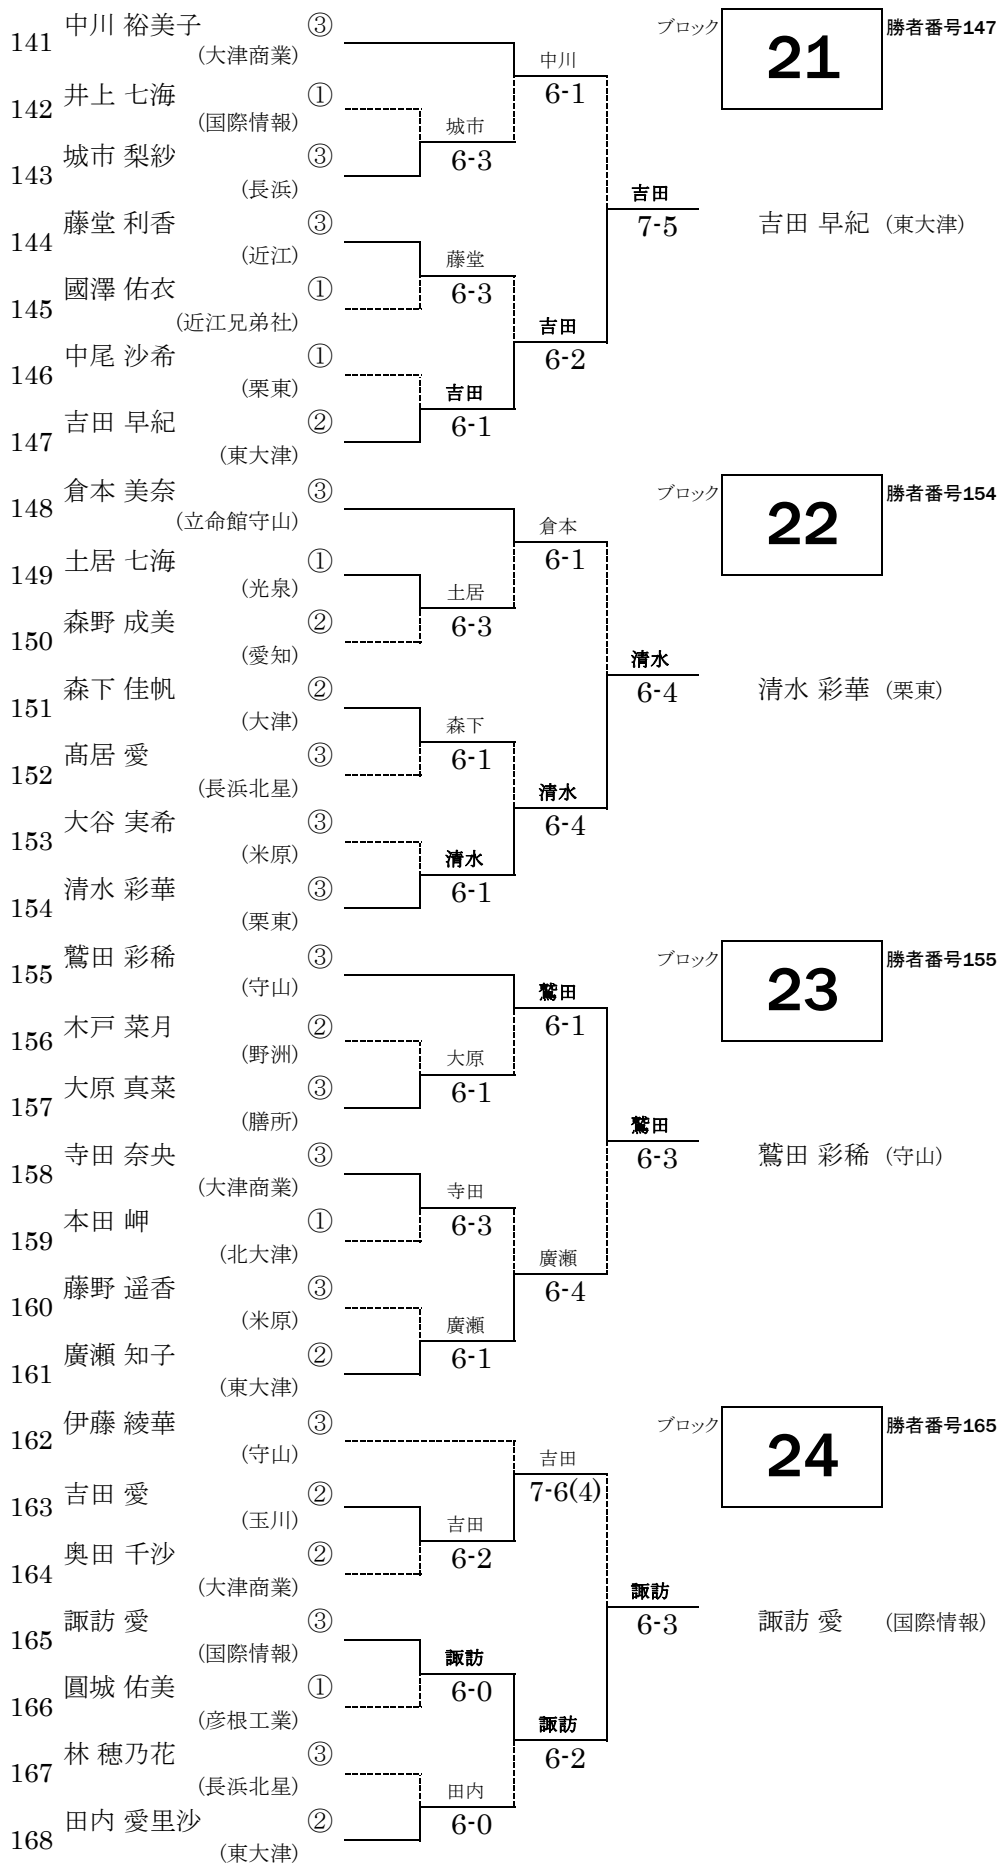 141 中川 裕美子 ③
(大津商業)
ブロック 21 勝者番号147
中川
6-1
142 井上 七海 ①
(国際情報)
城市
6-3
143 城市 梨紗 ③
(長浜)
吉田
7-5
吉田 早紀 (東大津)
144 藤堂 利香 ③
(近江)
藤堂
6-3
145 國澤 佑衣 ①
(近江兄弟社)
吉田
6-2
146 中尾 沙希 ①
(栗東)
吉田
6-1
147 吉田 早紀 ②
(東大津)
148 倉本 美奈 ③
(立命館守山)
ブロック 22 勝者番号154
倉本
6-1
149 土居 七海 ①
(光泉)
土居
6-3
150 森野 成美 ②
(愛知)
清水
6-4
清水 彩華 (栗東)
151 森下 佳帆 ②
(大津)
森下
6-1
152 髙居 愛 ③
(長浜北星)
清水
6-4
153 大谷 実希 ③
(米原)
清水
6-1
154 清水 彩華 ③
(栗東)
155 鷲田 彩稀 ③
(守山)
ブロック 23 勝者番号155
鷲田
6-1
156 木戸 菜月 ②
(野洲)
大原
6-1
157 大原 真菜 ③
(膳所)
鷲田
6-3
鷲田 彩稀 (守山)
158 寺田 奈央 ③
(大津商業)
寺田
6-3
159 本田 岬 ①
(北大津)
廣瀬
6-4
160 藤野 遥香 ③
(米原)
廣瀬
6-1
161 廣瀬 知子 ②
(東大津)
162 伊藤 綾華 ③
(守山)
ブロック 24 勝者番号165
吉田
7-6(4)
163 吉田 愛 ②
(玉川)
吉田
6-2
164 奥田 千沙 ②
(大津商業)
諏訪
6-3
諏訪 愛 (国際情報)
165 諏訪 愛 ③
(国際情報)
諏訪
6-0
166 圓城 佑美 ①
(彦根工業)
諏訪
6-2
167 林 穂乃花 ③
(長浜北星)
田内
6-0
168 田内 愛里沙 ②
(東大津)